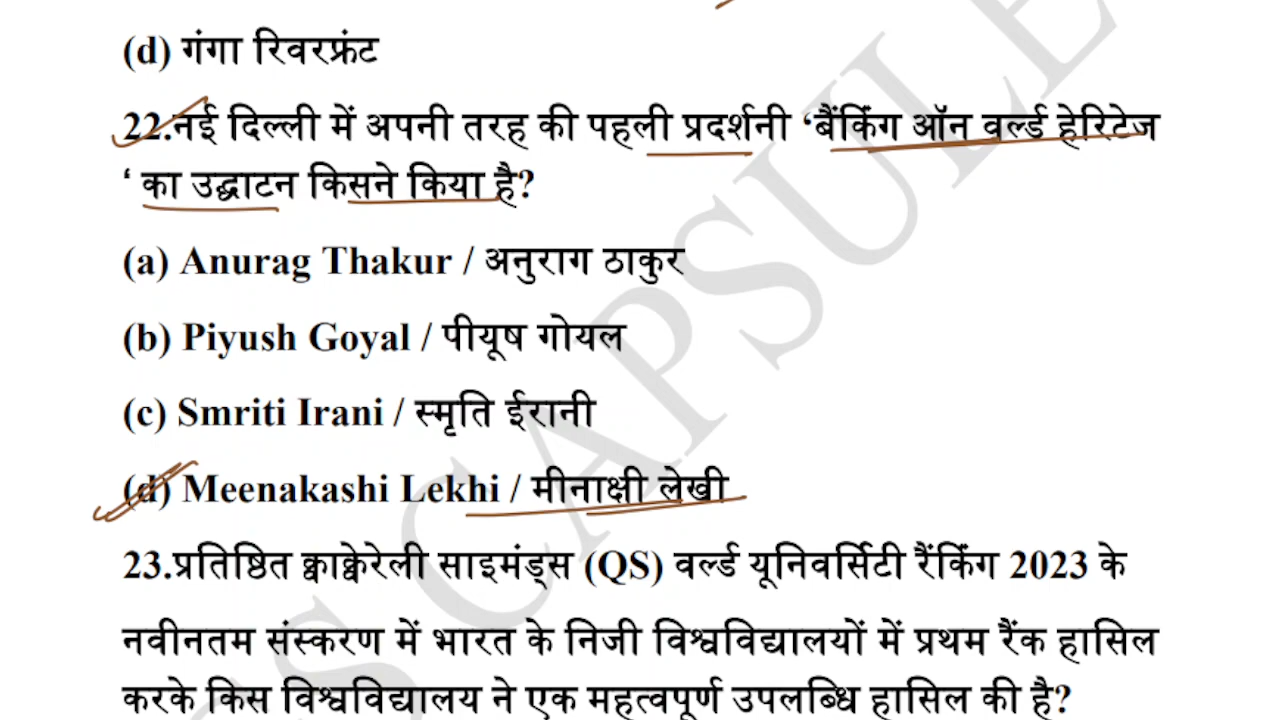 (d) गंगा रिवरफ्रंट
22.नई दिल्ली में अपनी तरह की पहली प्रदर्शनी ‘बैंकिंग ऑन वर्ल्ड हेरिटेज
‘ का उद्घाटन किसने किया है?
(a) Anurag Thakur / अनुराग ठाकुर
(b) Piyush Goyal / पीयूष गोयल
(c) Smriti Irani / स्मृति ईरानी
(d) Meenakashi Lekhi / मीनाक्षी लेखी
23.प्रतिष्ठित क्वाक्वेरेली साइमंड्स (QS) वर्ल्ड यूनिवर्सिटी रैंकिंग 2023 के
नवीनतम संस्करण में भारत के निजी विश्वविद्यालयों में प्रथम रैंक हासिल
करके किस विश्वविद्यालय ने एक महत्वपूर्ण उपलब्धि हासिल की है?
S CAPSULE